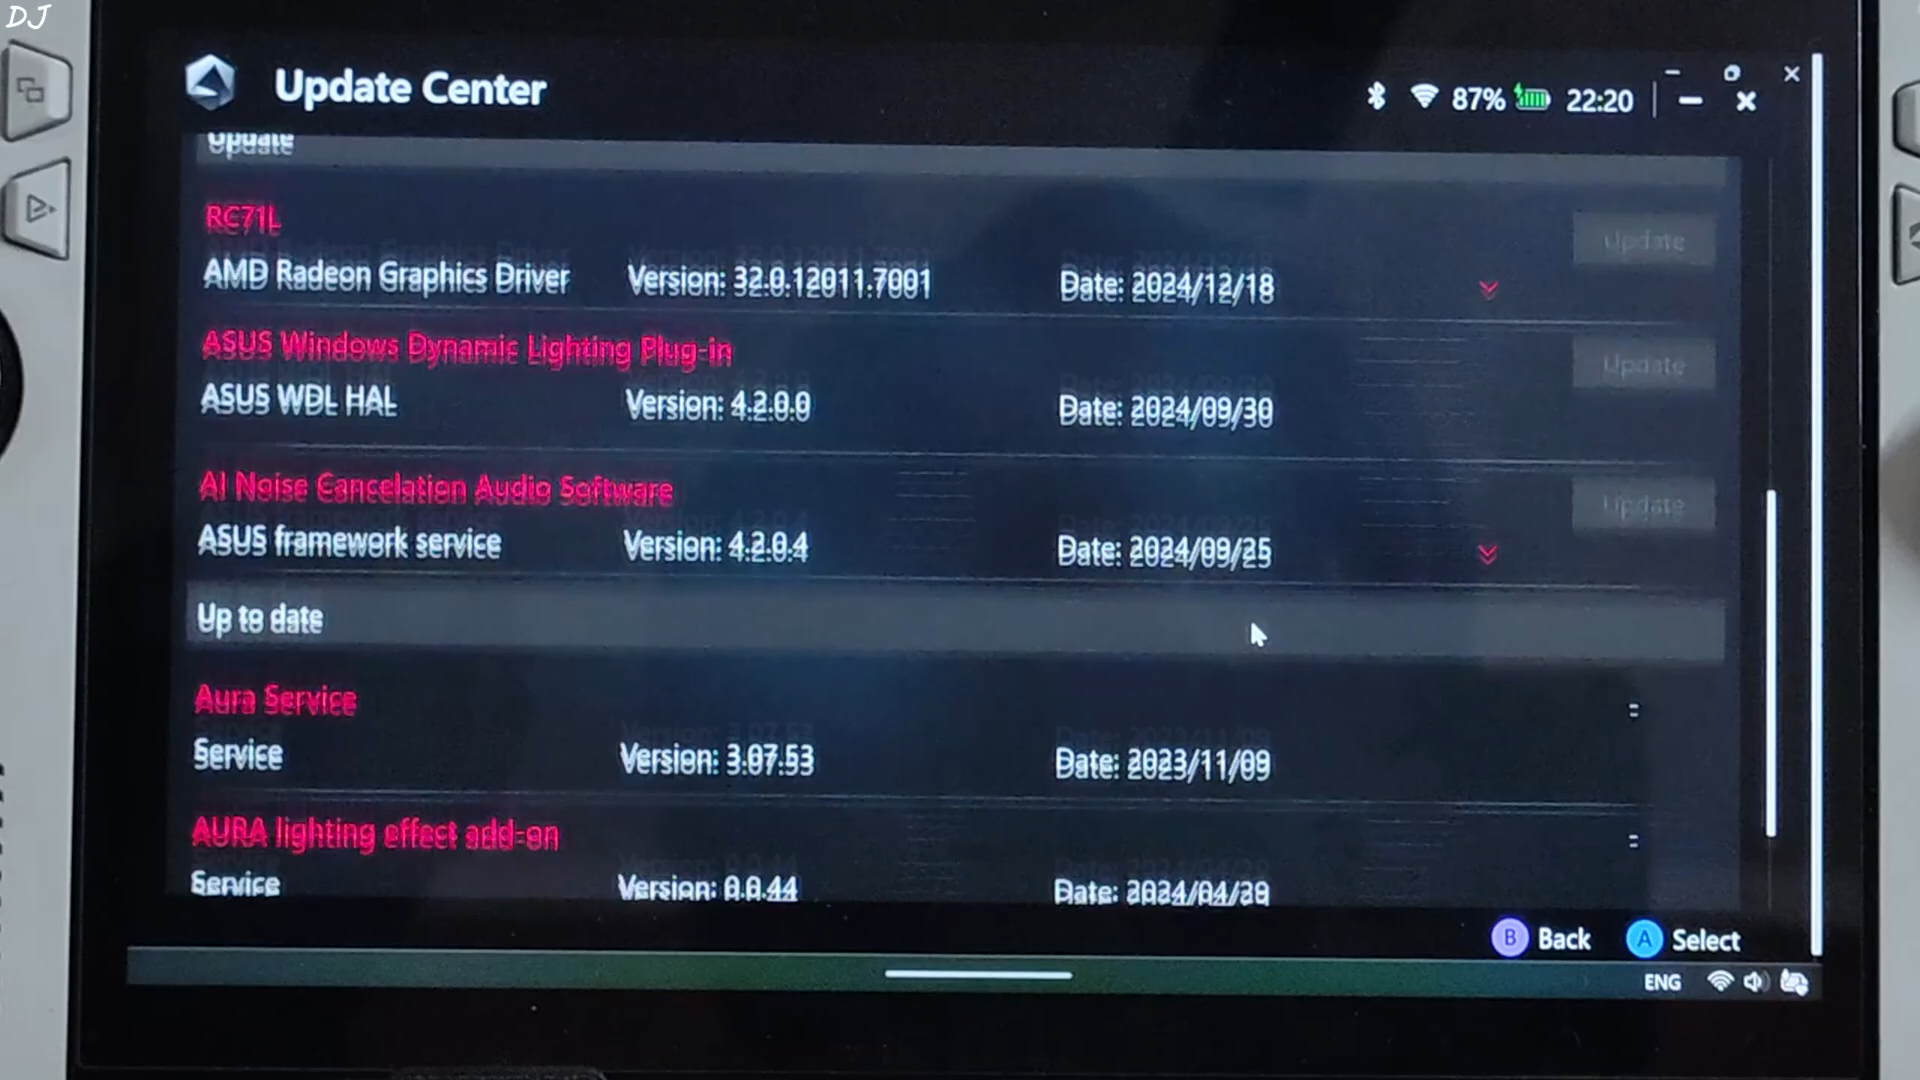 DJ
Update Center
87% 22:20
Update
RC71L
Update
AMD Radeon Graphics Driver Version: 32.0.12011.7001 Date: 2024/12/18
ASUS Windows Dynamic Lighting Plug-in
Update
ASUS WDL HAL Version: 4.2.0.0 Date: 2024/09/30
AI Noise Cancelation Audio Software
Update
ASUS framework service Version: 4.2.0.4 Date: 2024/09/25
Up to date
Aura Service
Service Version: 3.07.53 Date: 2023/11/09
AURA lighting effect add-on
Service Version: 0.0.44 Date: 2024/04/29
B Back A Select
ENG